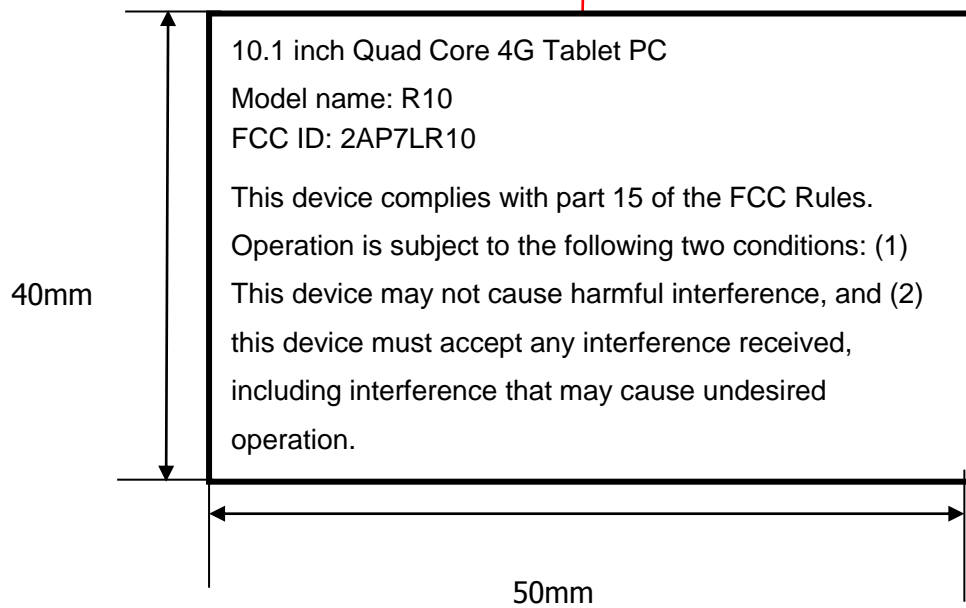 10.1 inch Quad Core 4G Tablet PC
Model name: R10
FCC ID: 2AP7LR10
This device complies with part 15 of the FCC Rules.
Operation is subject to the following two conditions: (1)
This device may not cause harmful interference, and (2)
this device must accept any interference received,
including interference that may cause undesired
operation.
40mm
50mm